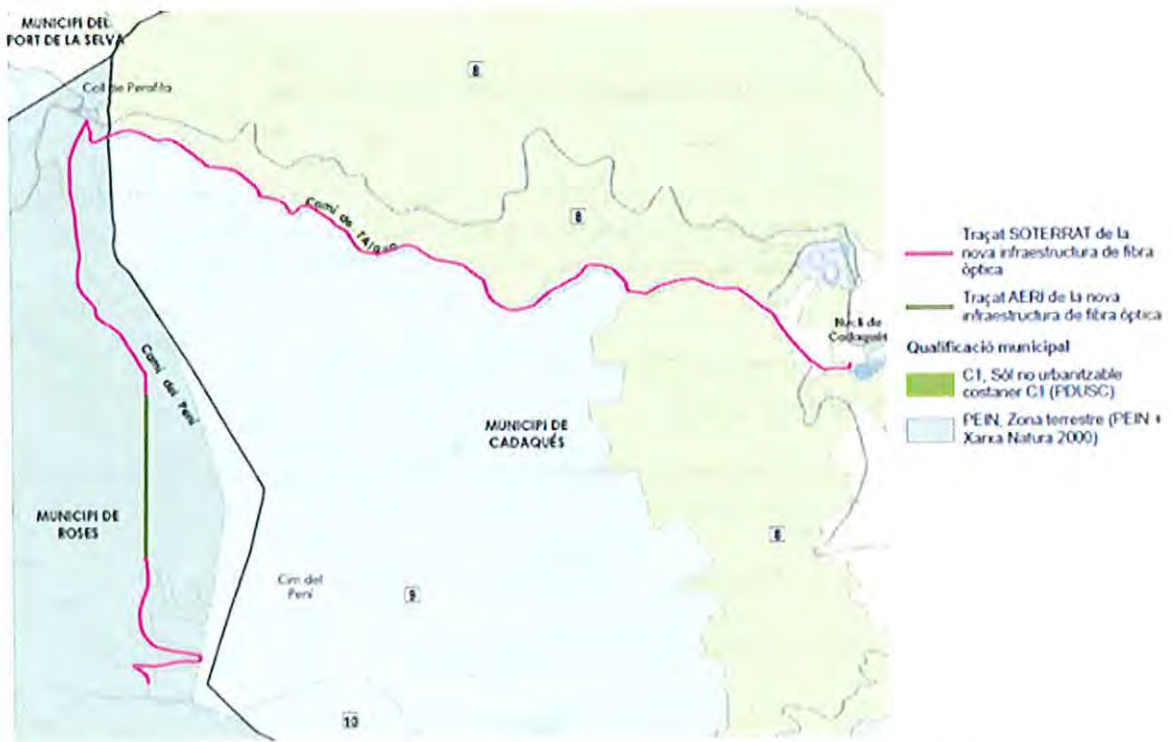 MUNICIPI DEL
PORT DE LA SELVA
Coll de Perafita
8
Camí de l'Aigua
8
Nucli de
Cadaqués
Camí del Pení
MUNICIPI DE
CADAQUÉS
MUNICIPI DE
ROSES
8
Cim del
Pení
9
10
Traçat SOTERRAT de la
nova infraestructura de fibra
òptica
Traçat AERI de la nova
infraestructura de fibra òptica
Qualificació municipal
C1, Sòl no urbanitzable
costaner C1 (PDUSC)
PEIN, Zona terrestre (PEIN +
Xarxa Natura 2000)